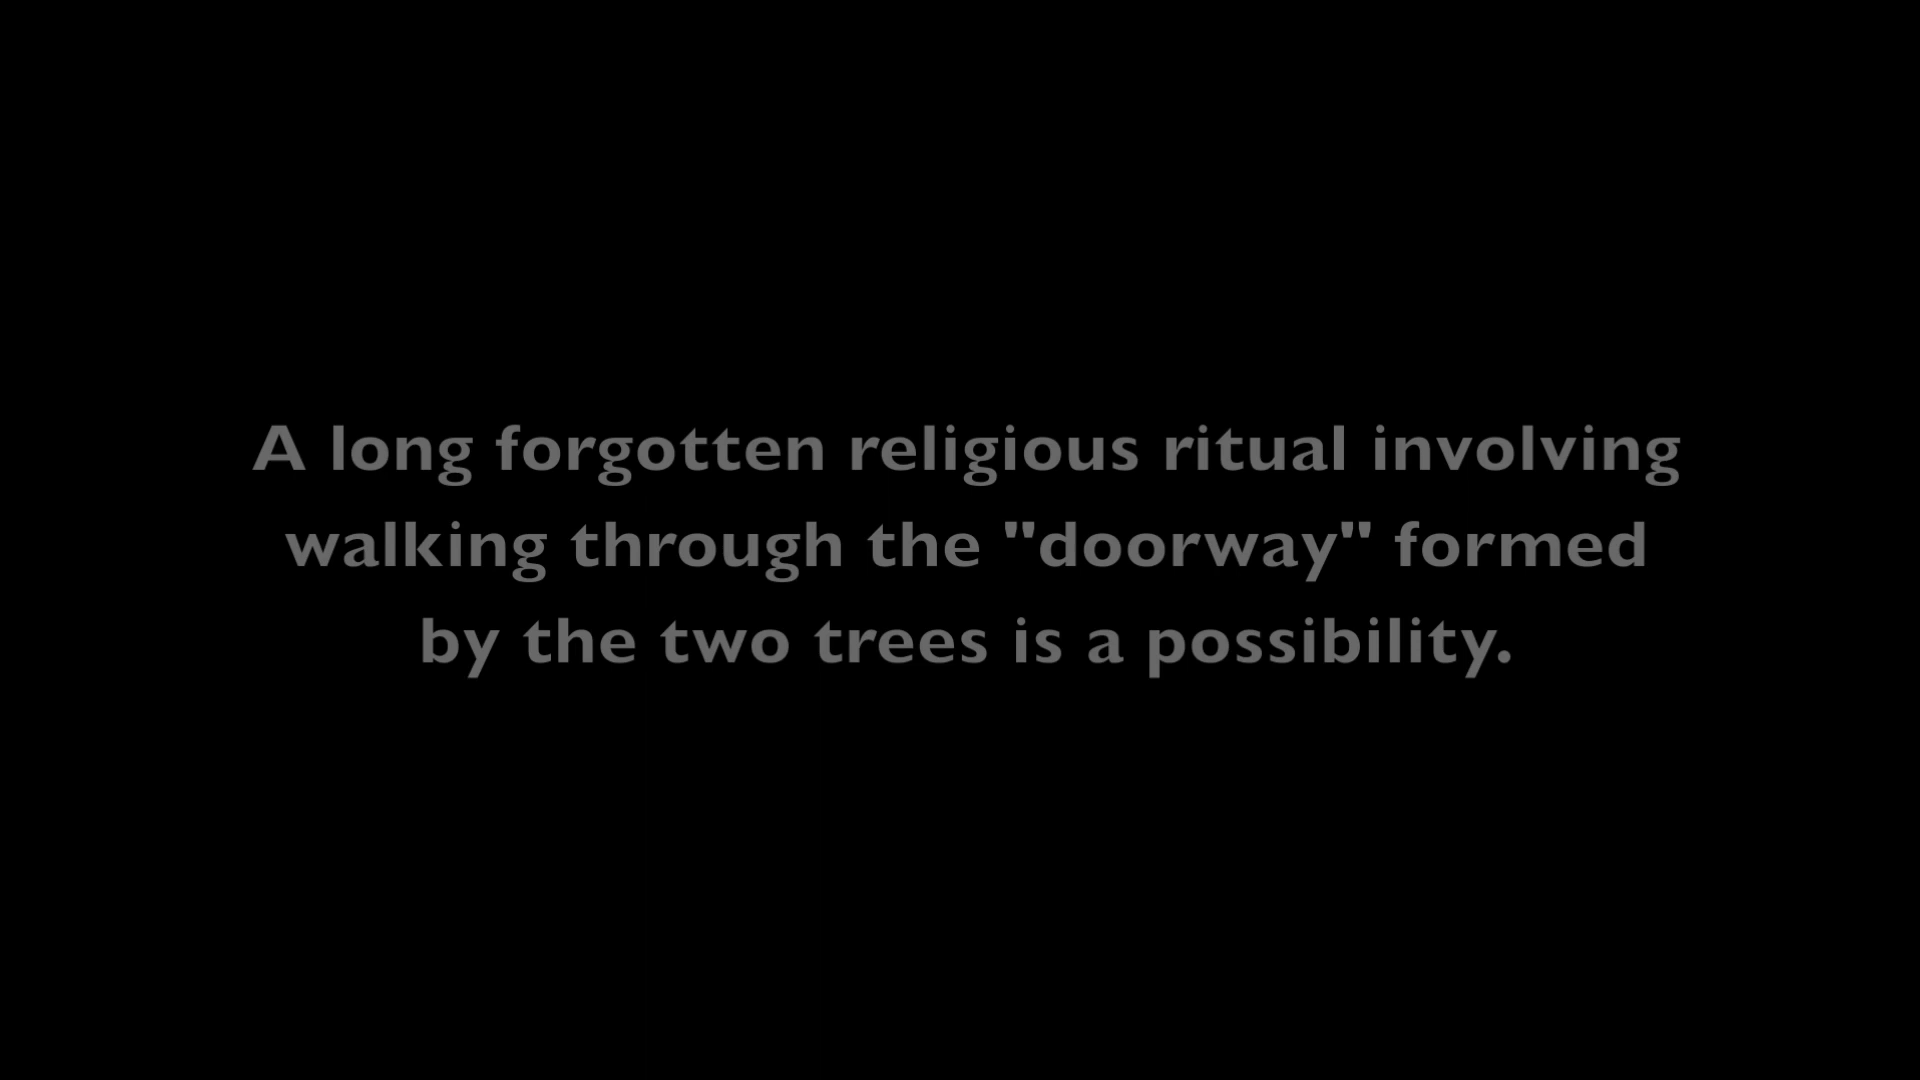 A long forgotten religious ritual involving
walking through the "doorway" formed
by the two trees is a possibility.